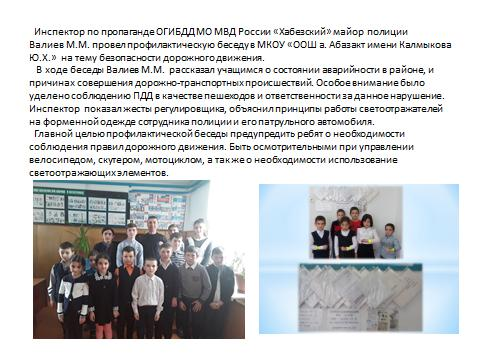 Инспектор по пропаганде ОГИБДД МО МВД России «Хабезский» майор полиции
Валиев М.М. провел профилактическую беседу в МКОУ «ООШ а. Абазакт имени Калмыкова
Ю.Х.» на тему безопасности дорожного движения.
В ходе беседы Валиев М.М. рассказал учащимся о состоянии аварийности в районе, и
причинах совершения дорожно-транспортных происшествий. Особое внимание было
уделено соблюдению ПДД в качестве пешеходов и ответственности за данное нарушение.
Инспектор показал жесты регулировщика, объяснил принципы работы светоотражателей
на форменной одежде сотрудника полиции и его патрульного автомобиля.
Главной целью профилактической беседы предупредить ребят о необходимости
соблюдения правил дорожного движения. Быть осмотрительными при управлении
велосипедом, скутером, мотоциклом, а так же о необходимости использование
светоотражающих элементов.